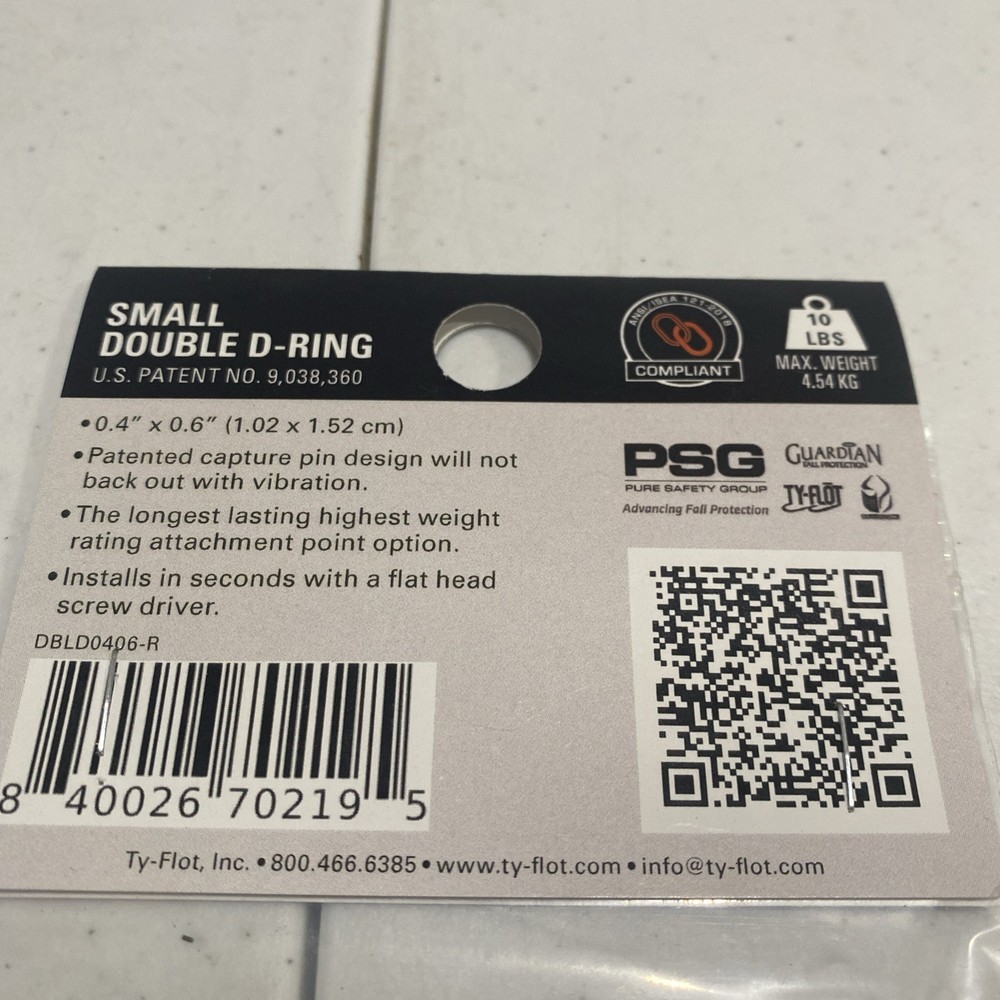 SMALL
DOUBLE D-RING
U.S. PATENT NO. 9,038,360
ANSI/ISEA 121-2018
COMPLIANT
10
LBS
MAX. WEIGHT
4.54 KG
•0.4" x 0.6" (1.02 x 1.52 cm)
•Patented capture pin design will not
back out with vibration.
•The longest lasting highest weight
rating attachment point option.
•Installs in seconds with a flat head
screw driver.
PSG
PURE SAFETY GROUP
Advancing Fall Protection
GUARDIAN
FALL PROTECTION
TY-FLŌT
DBLD0406-R
8 40026 70219 5
Ty-Flot, Inc. • 800.466.6385 • www.ty-flot.com • info@ty-flot.com